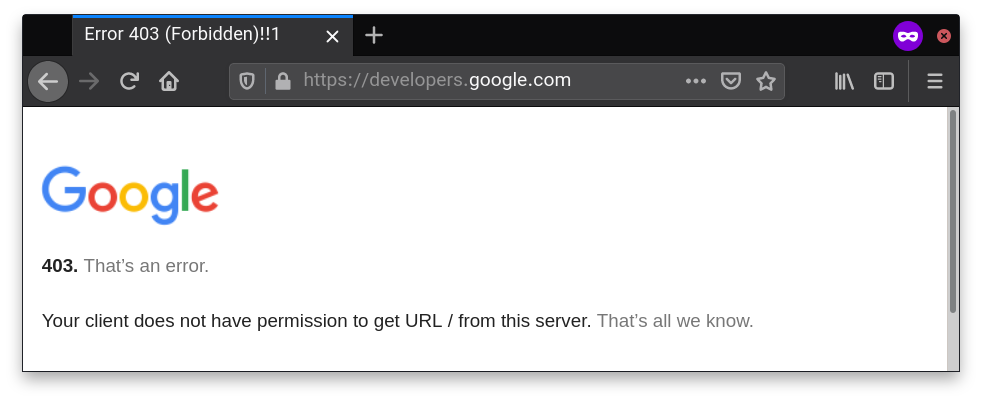 Error 403 (Forbidden)!!1
https://developers.google.com
Google
403. That’s an error.
Your client does not have permission to get URL / from this server. That’s all we know.